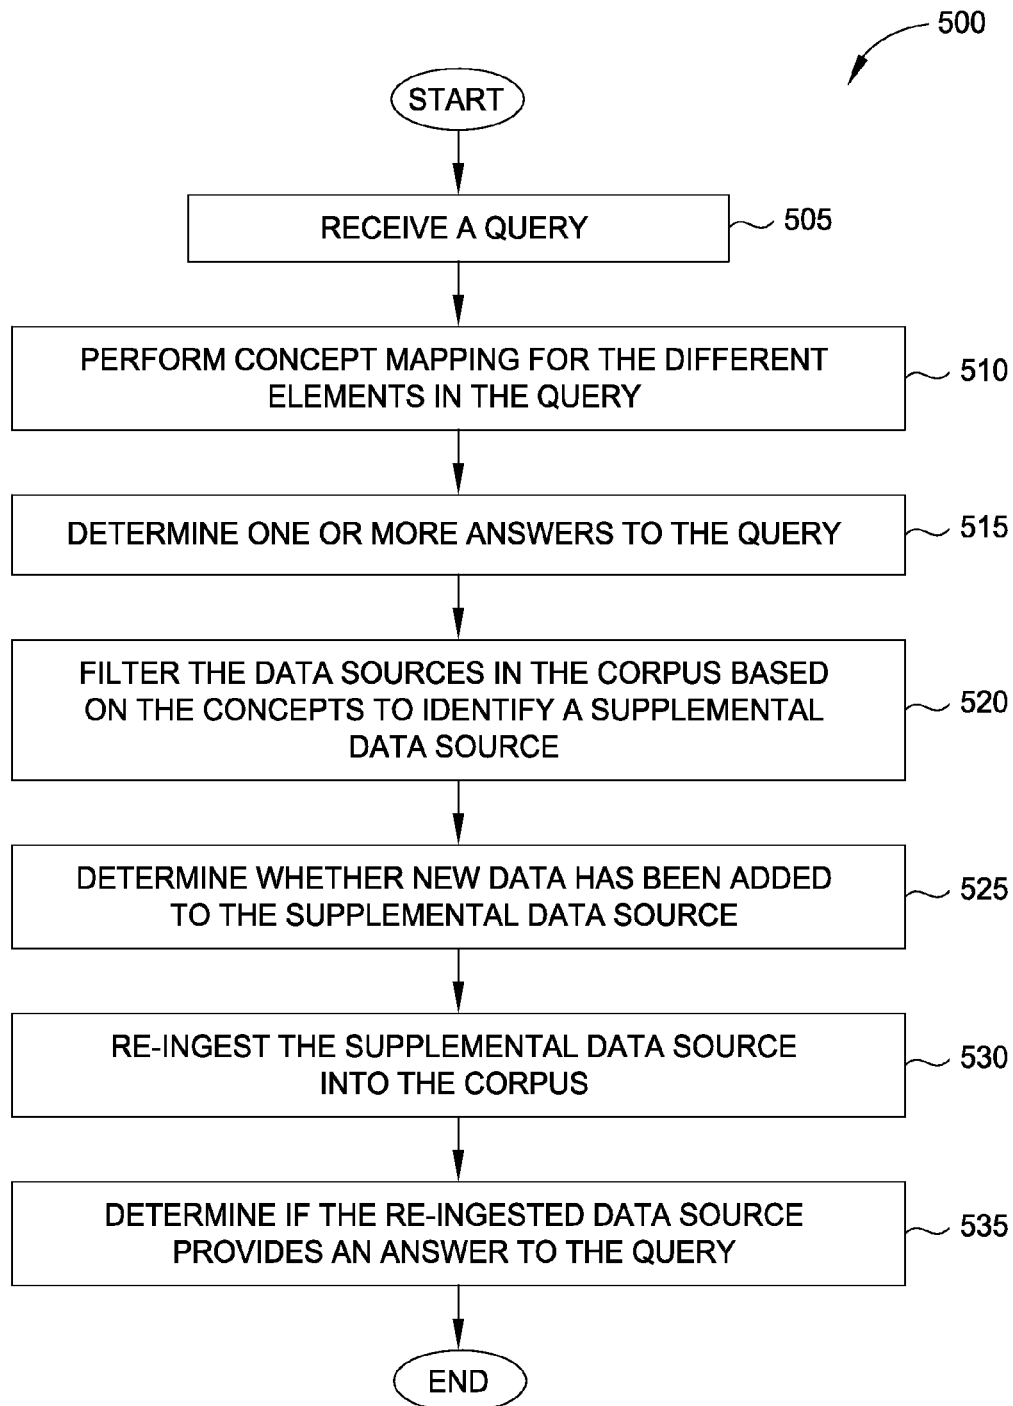 500
START
RECEIVE A QUERY
505
PERFORM CONCEPT MAPPING FOR THE DIFFERENT
ELEMENTS IN THE QUERY
510
DETERMINE ONE OR MORE ANSWERS TO THE QUERY
515
FILTER THE DATA SOURCES IN THE CORPUS BASED
ON THE CONCEPTS TO IDENTIFY A SUPPLEMENTAL
DATA SOURCE
520
DETERMINE WHETHER NEW DATA HAS BEEN ADDED
TO THE SUPPLEMENTAL DATA SOURCE
525
RE-INGEST THE SUPPLEMENTAL DATA SOURCE
INTO THE CORPUS
530
DETERMINE IF THE RE-INGESTED DATA SOURCE
PROVIDES AN ANSWER TO THE QUERY
535
END